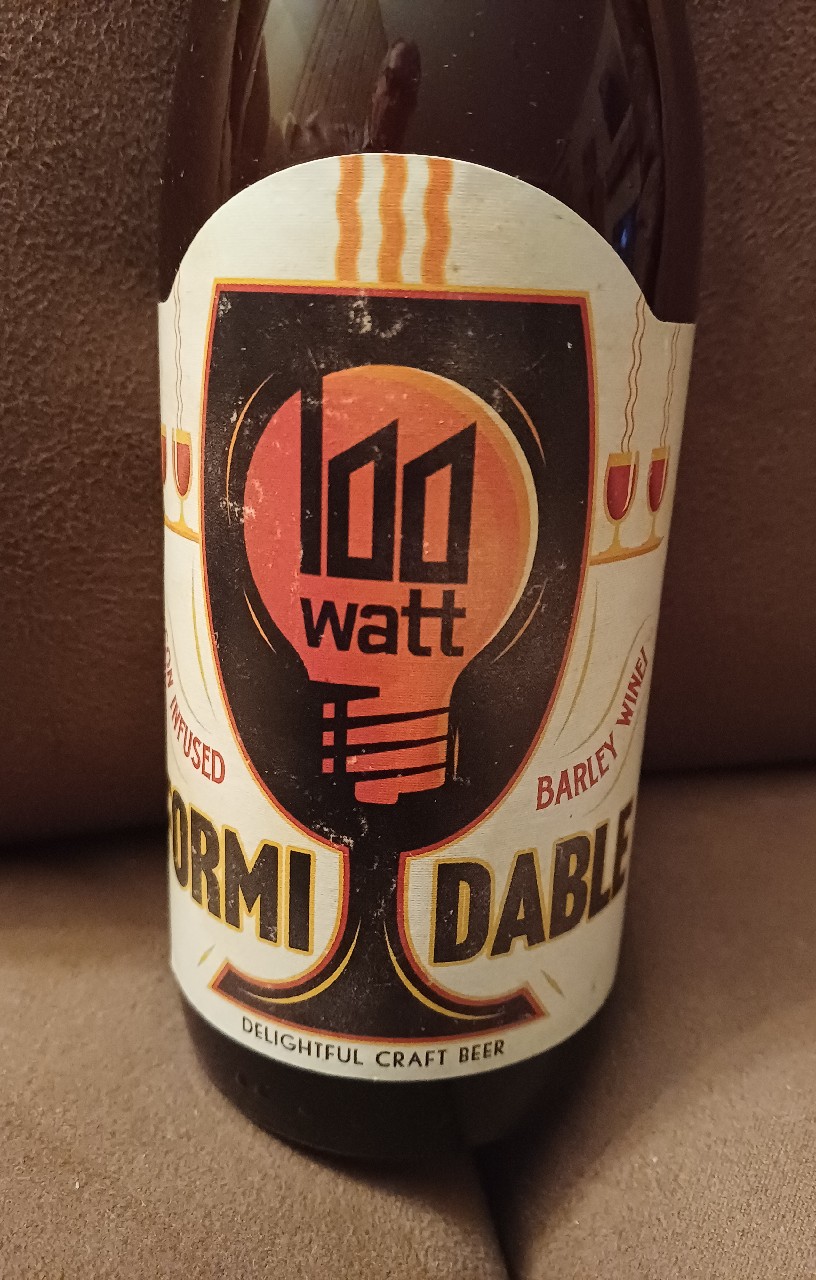 100
watt
INFUSED
BARLEY WINE!
ORMI DABLE
DELIGHTFUL CRAFT BEER